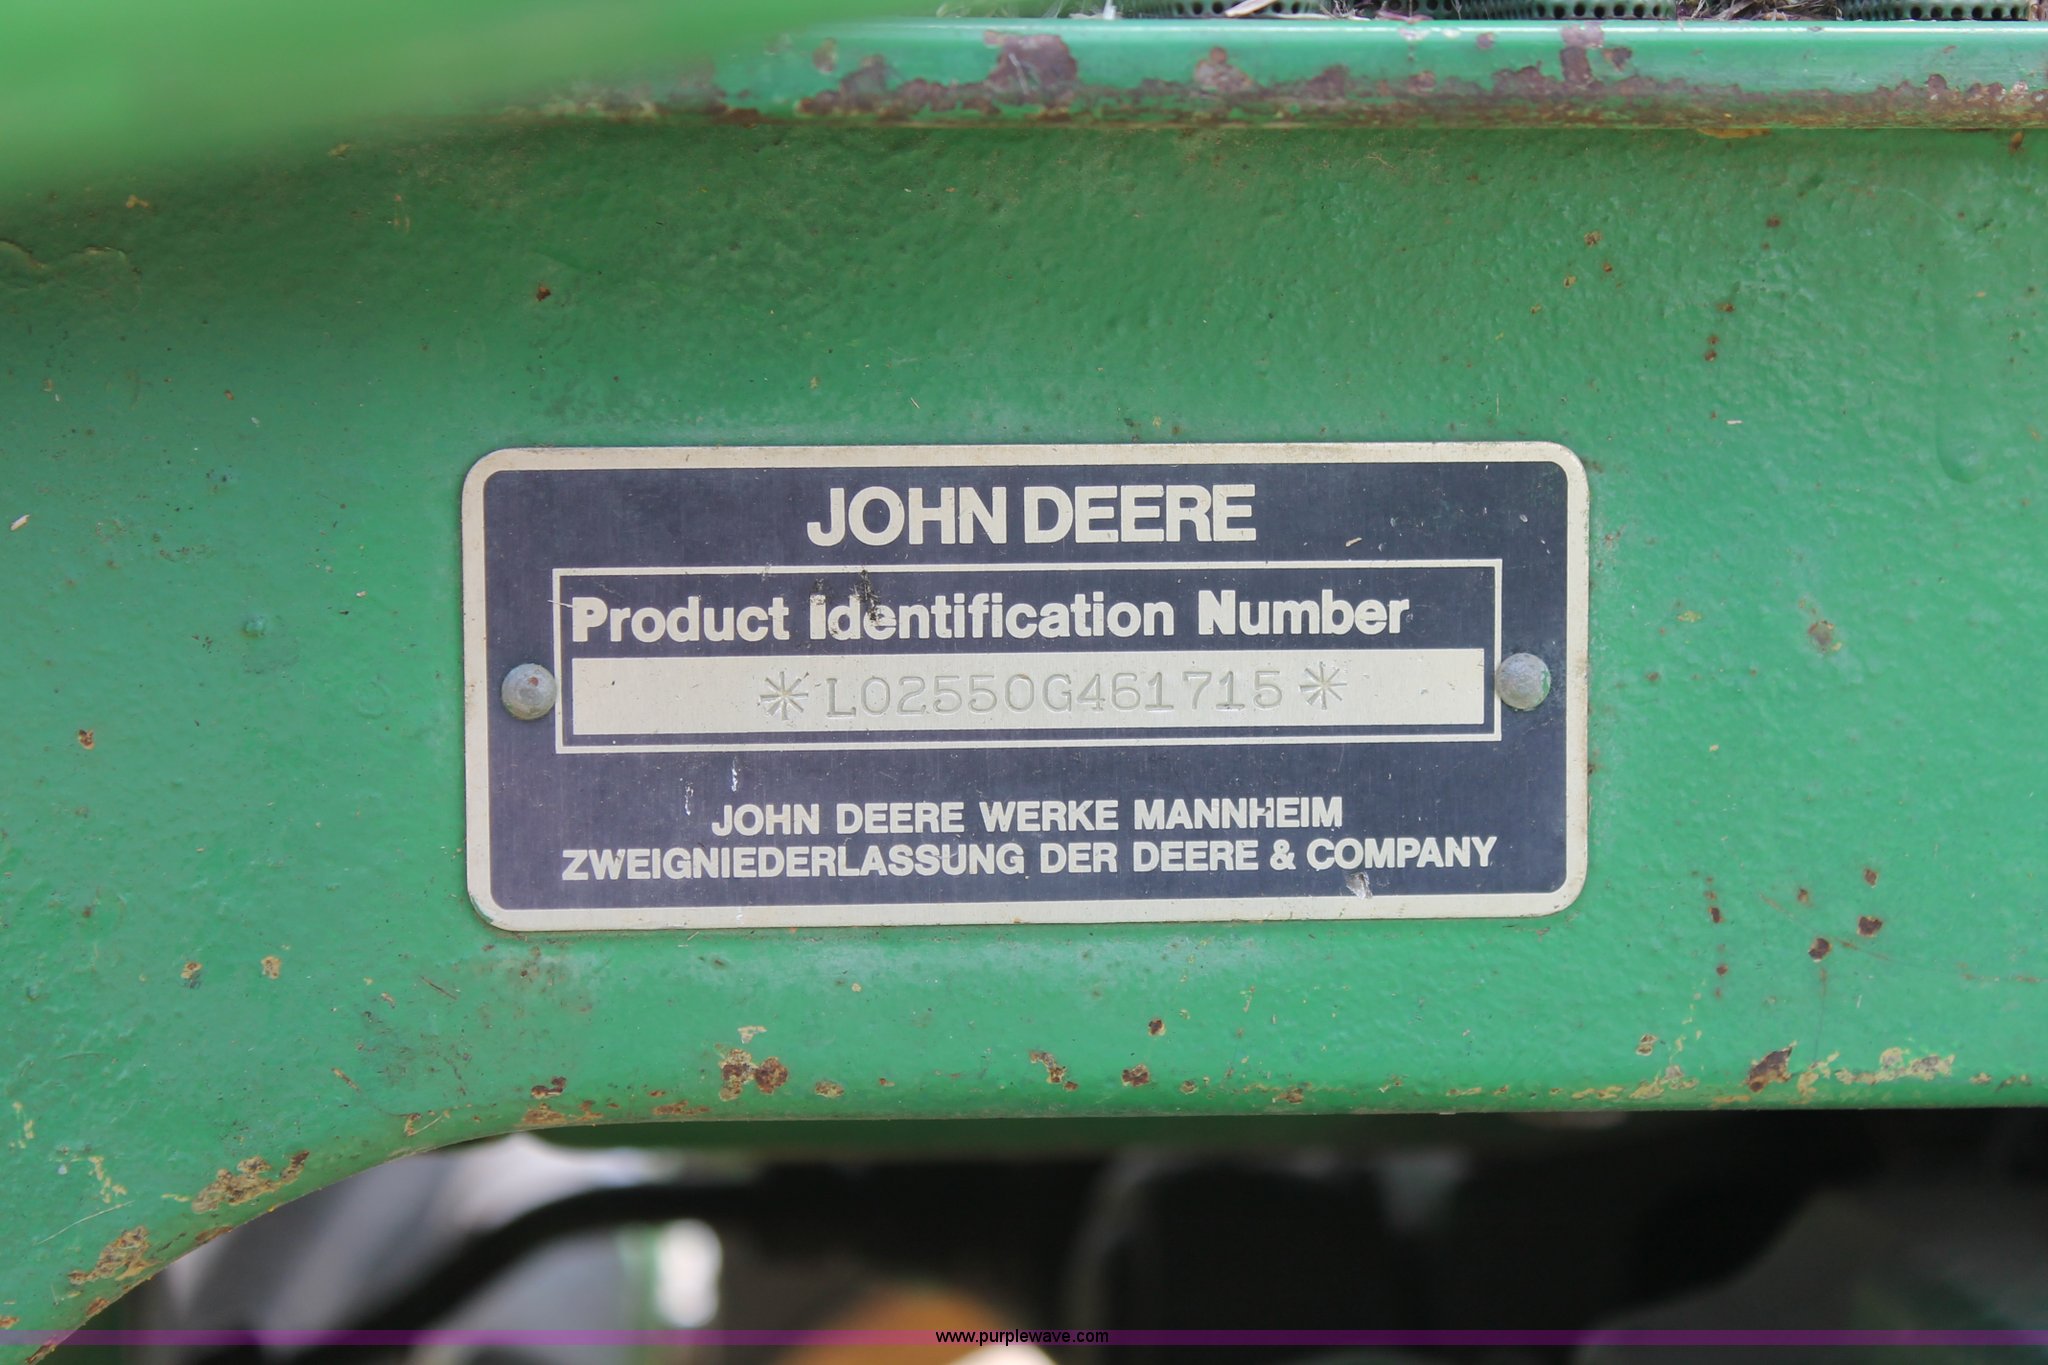 JOHN DEERE
Product Identification Number
*L02550G461715*
JOHN DEERE WERKE MANNHEIM
ZWEIGNIEDERLASSUNG DER DEERE & COMPANY
www.purplewave.com